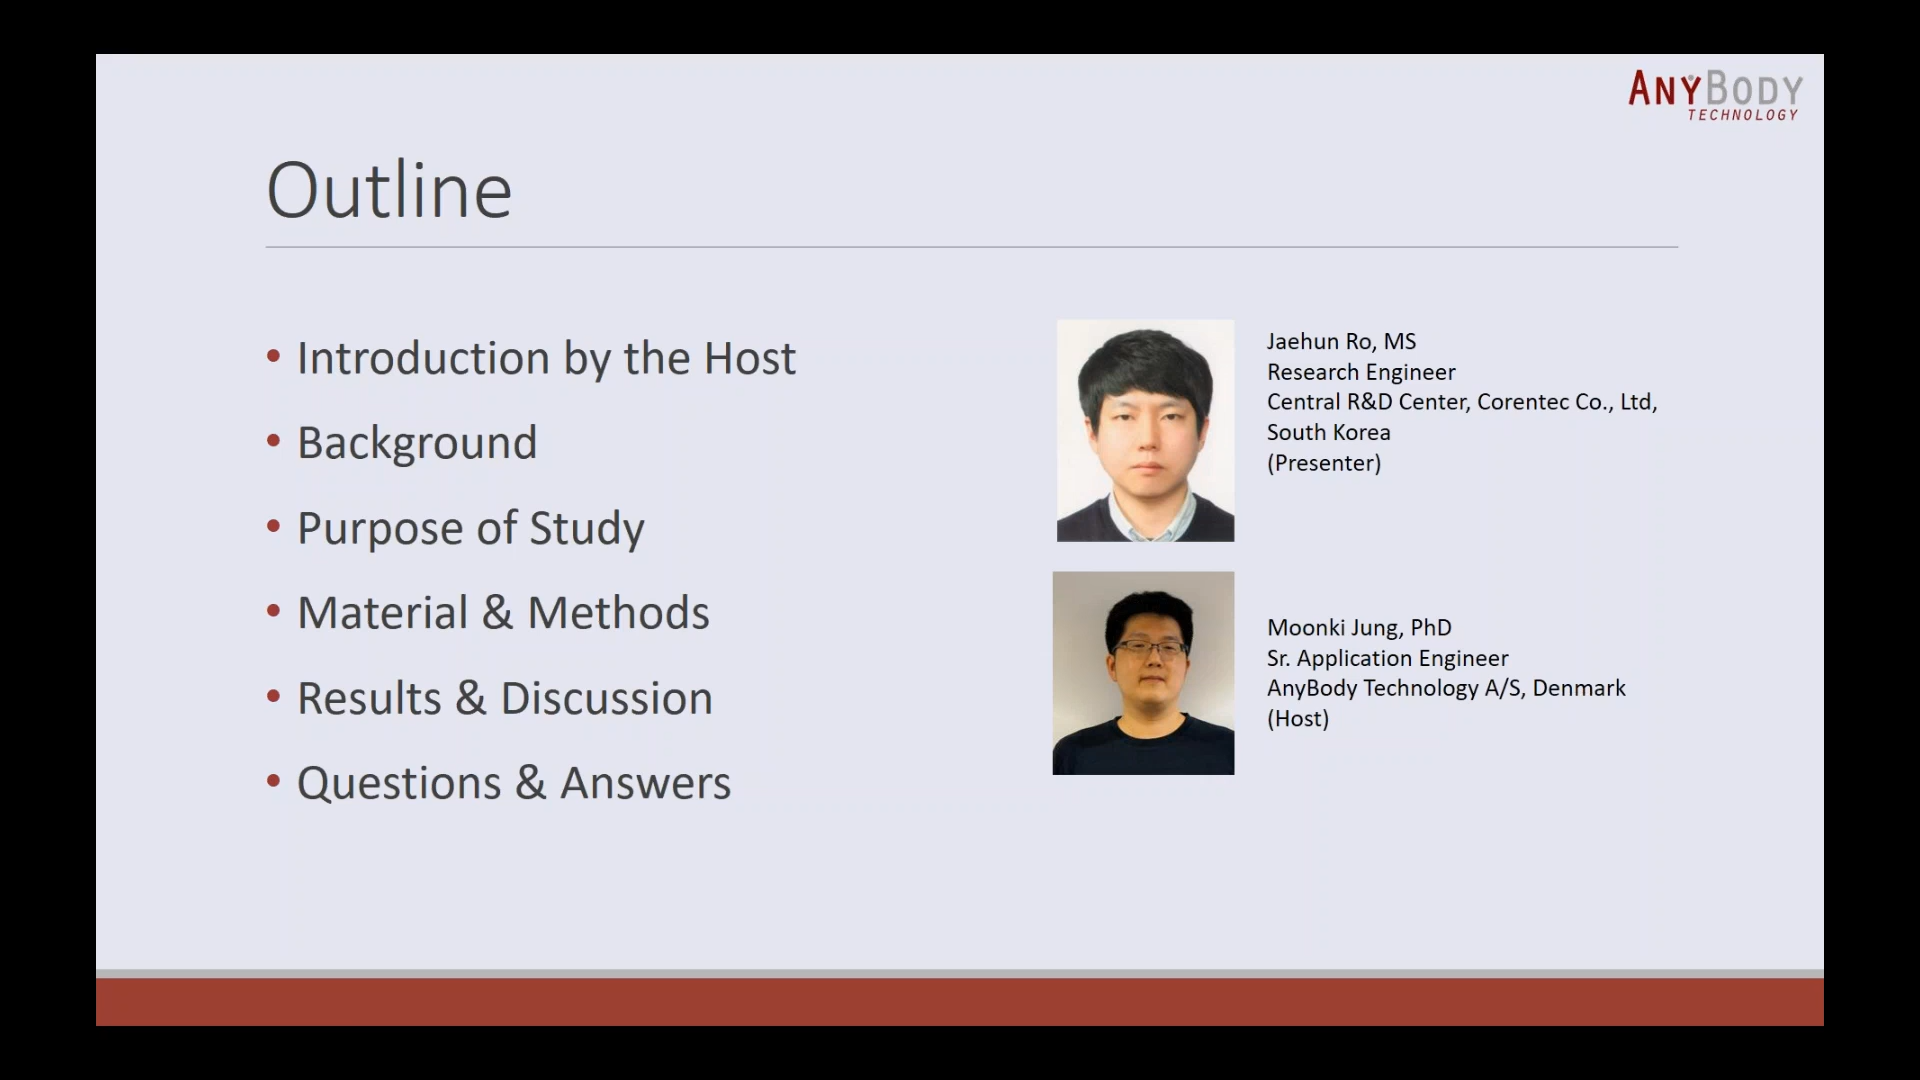 ANYBODY
TECHNOLOGY
Outline
• Introduction by the Host
• Background
• Purpose of Study
• Material & Methods
• Results & Discussion
• Questions & Answers
Jaehun Ro, MS
Research Engineer
Central R&D Center, Corentec Co., Ltd,
South Korea
(Presenter)
Moonki Jung, PhD
Sr. Application Engineer
AnyBody Technology A/S, Denmark
(Host)